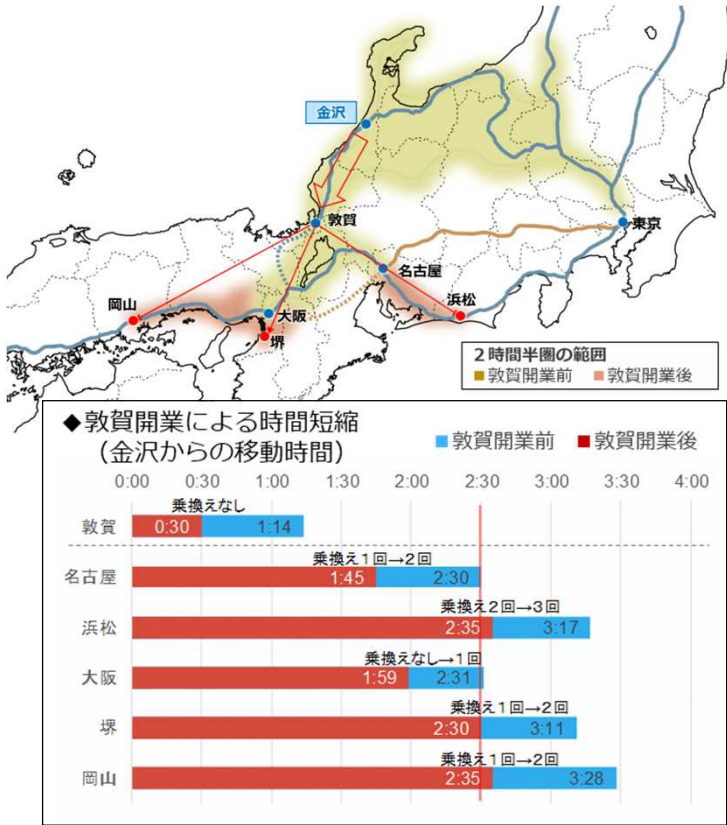 金沢
敦賀
東京
名古屋
浜松
岡山
大阪
堺
2時間半圏の範囲
■敦賀開業前 ■敦賀開業後
◆敦賀開業による時間短縮
（金沢からの移動時間）
■敦賀開業前 ■敦賀開業後
0:00 0:30 1:00 1:30 2:00 2:30 3:00 3:30 4:00
乗換えなし
敦賀 0:30 1:14
乗換え1回→2回
名古屋 1:45 2:30
乗換え2回→3回
浜松 2:35 3:17
乗換えなし→1回
大阪 1:59 2:31
乗換え1回→2回
堺 2:30 3:11
乗換え1回→2回
岡山 2:35 3:28